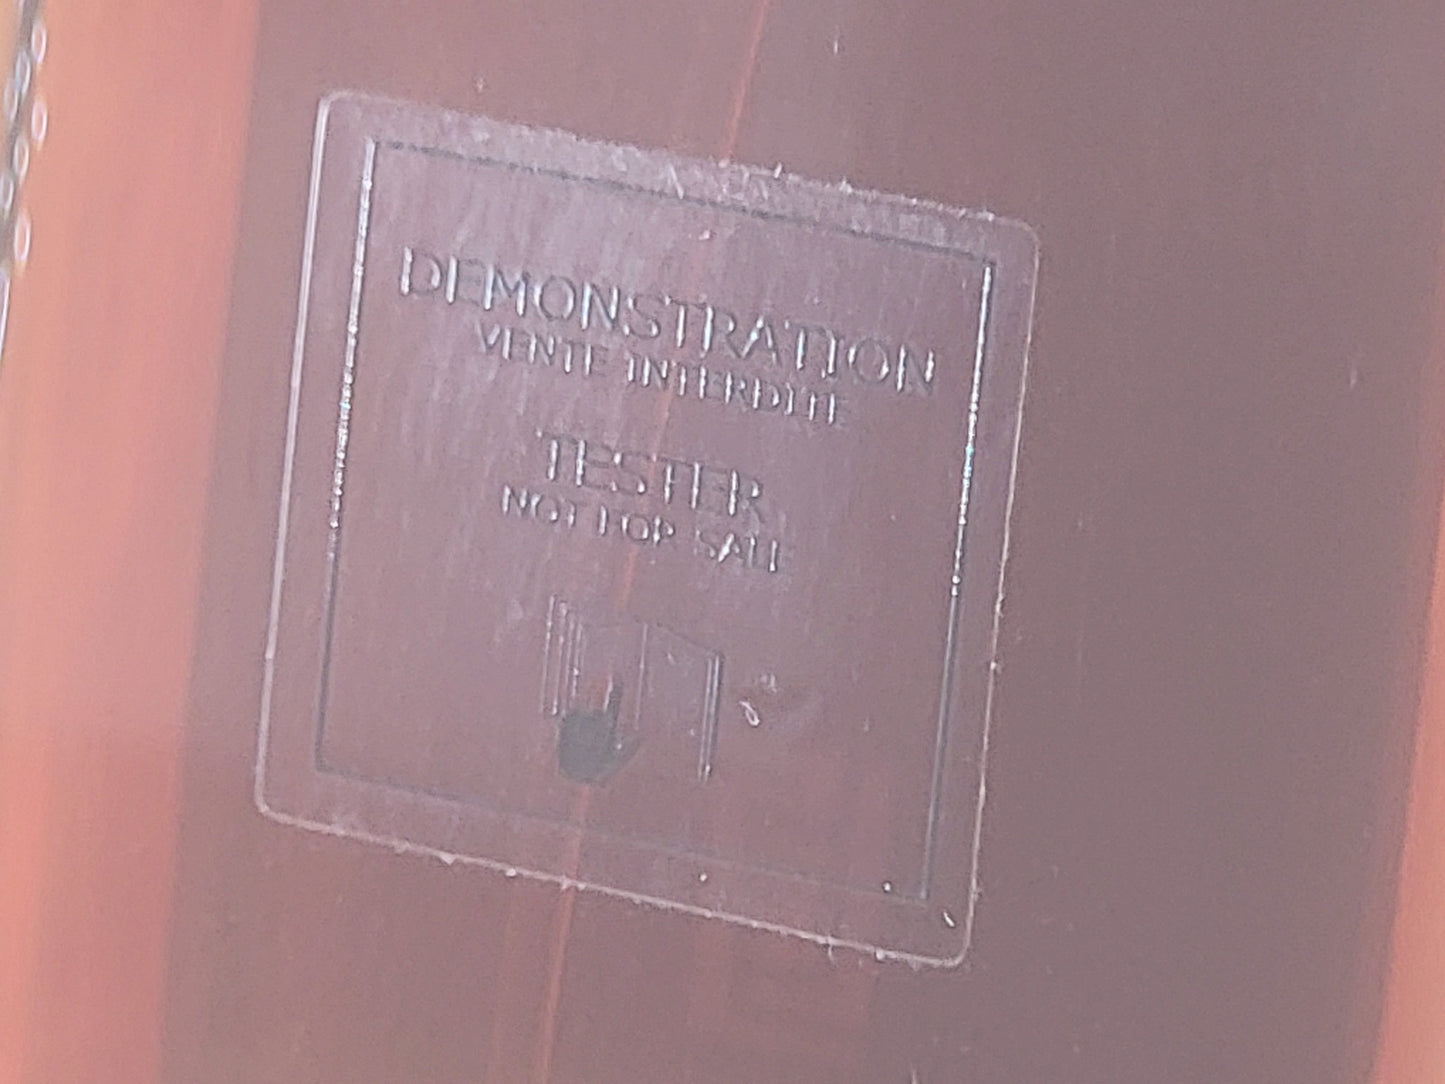 DEMONSTRATION
VENTE INTERDITE
TESTER
NOT FOR SALE